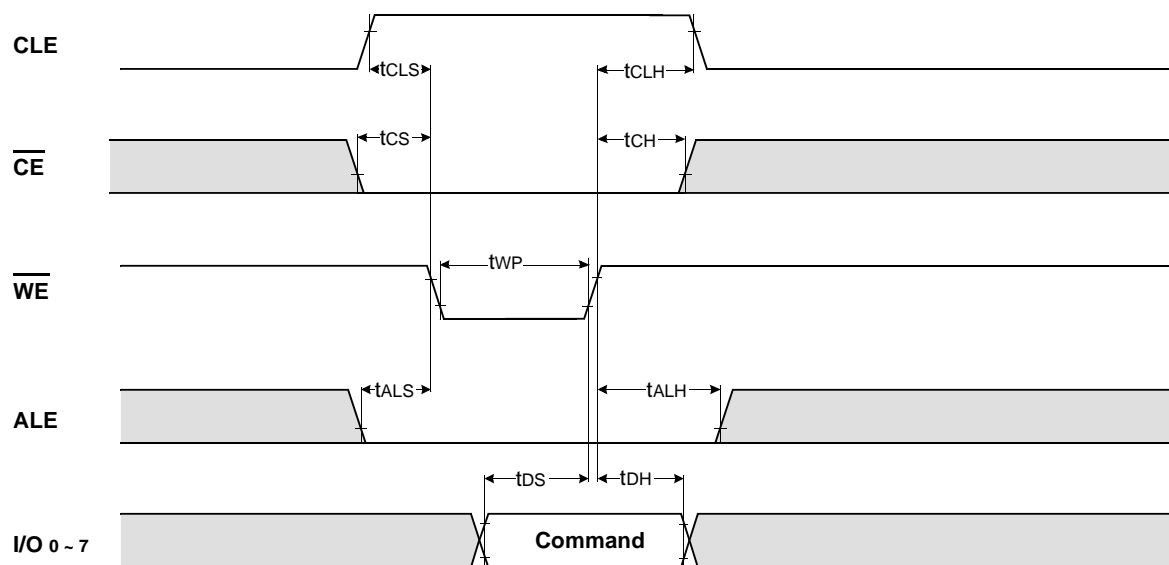 CLE
tCLS
tCLH
CE
tCS
tCH
WE
tWP
ALE
tALS
tALH
I/O 0 ~ 7
tDS
tDH
Command